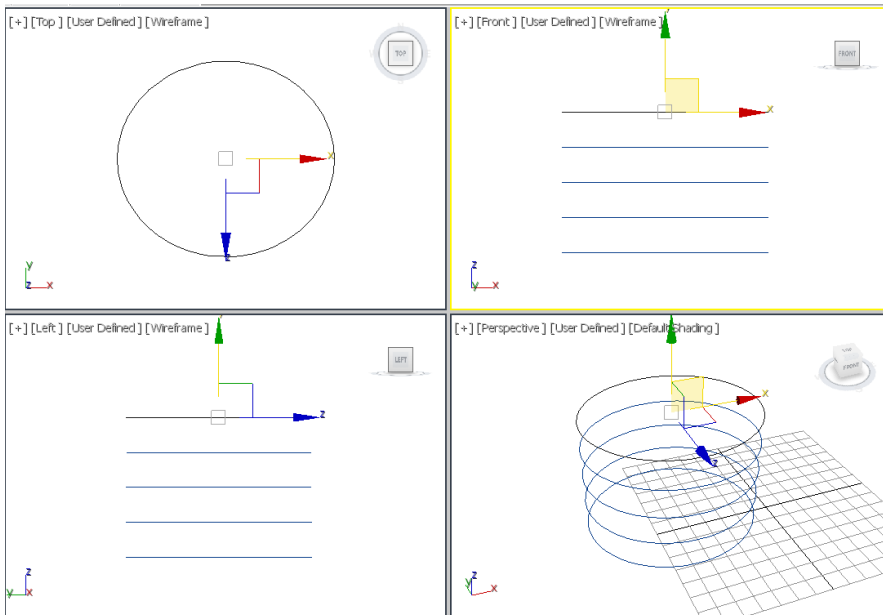 [+] [Top] [User Defined] [Wireframe]
TOP
x
z
y
z x
[+] [Front] [User Defined] [Wireframe]
FRONT
x
z
y x
[+] [Left] [User Defined] [Wireframe]
LEFT
z
z
y x
[+] [Perspective] [User Defined] [Default Shading]
FRONT
x
z
z
x